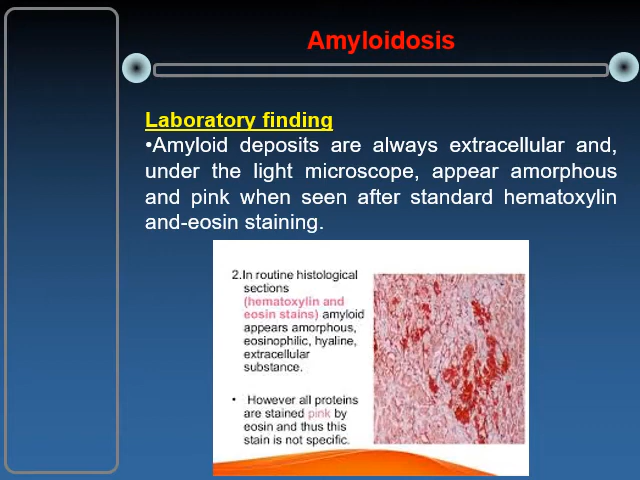 Amyloidosis
Laboratory finding
•Amyloid deposits are always extracellular and,
under the light microscope, appear amorphous
and pink when seen after standard hematoxylin
and-eosin staining.
2.In routine histological
sections
(hematoxylin and
eosin stains) amyloid
appears amorphous,
eosinophilic, hyaline,
extracellular
substance.
• However all proteins
are stained pink by
eosin and thus this
stain is not specific.